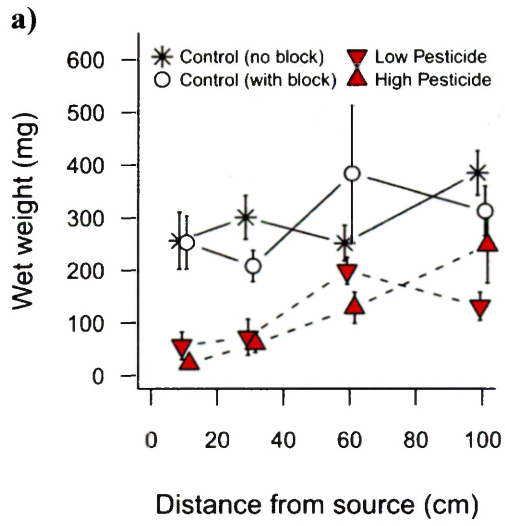 a)
Control (no block)
Low Pesticide
Control (with block)
High Pesticide
Wet weight (mg)
600
500
400
300
200
100
0
0 20 40 60 80 100
Distance from source (cm)